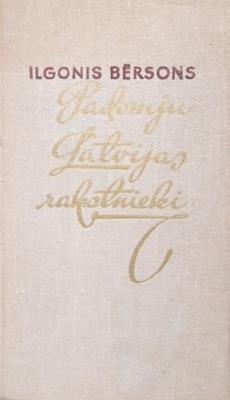 ILGONIS BĒRSONS
Padomju
Latvijas
rakstnieki